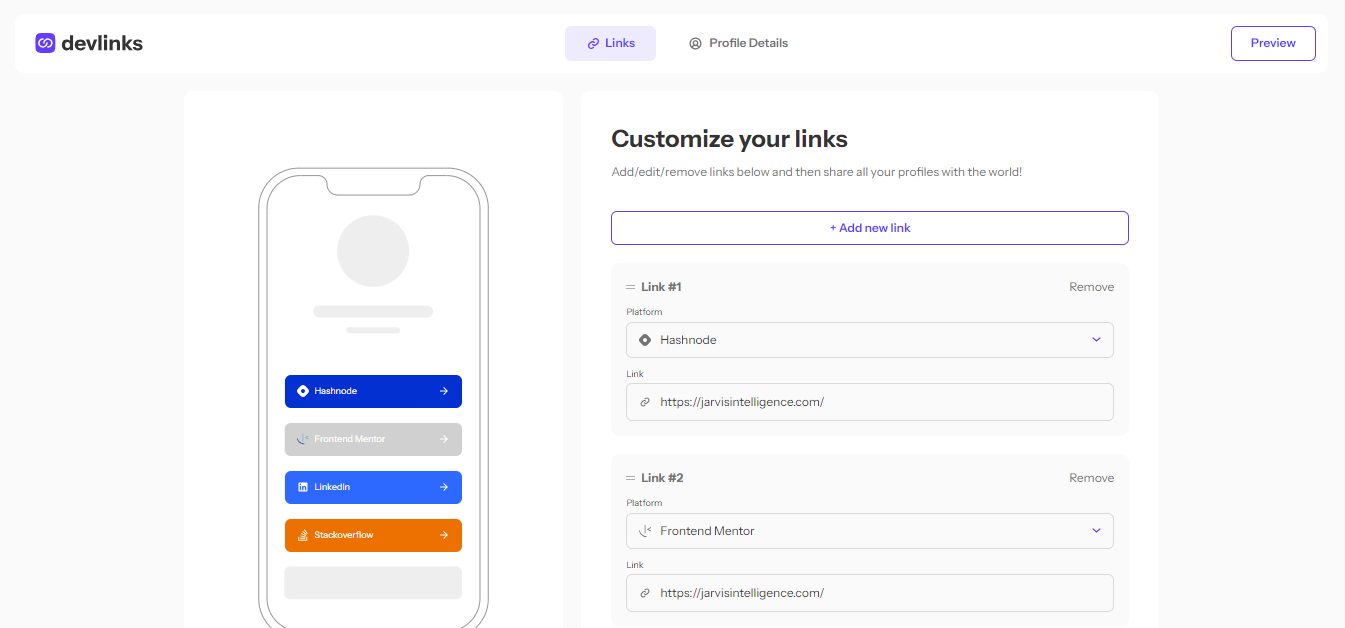 devlinks
Links
Profile Details
Preview
Hashnode
Frontend Mentor
LinkedIn
Stackoverflow
Customize your links
Add/edit/remove links below and then share all your profiles with the world!
+ Add new link
Link #1
Remove
Platform
Hashnode
Link
https://jarvisintelligence.com/
Link #2
Remove
Platform
Frontend Mentor
Link
https://jarvisintelligence.com/